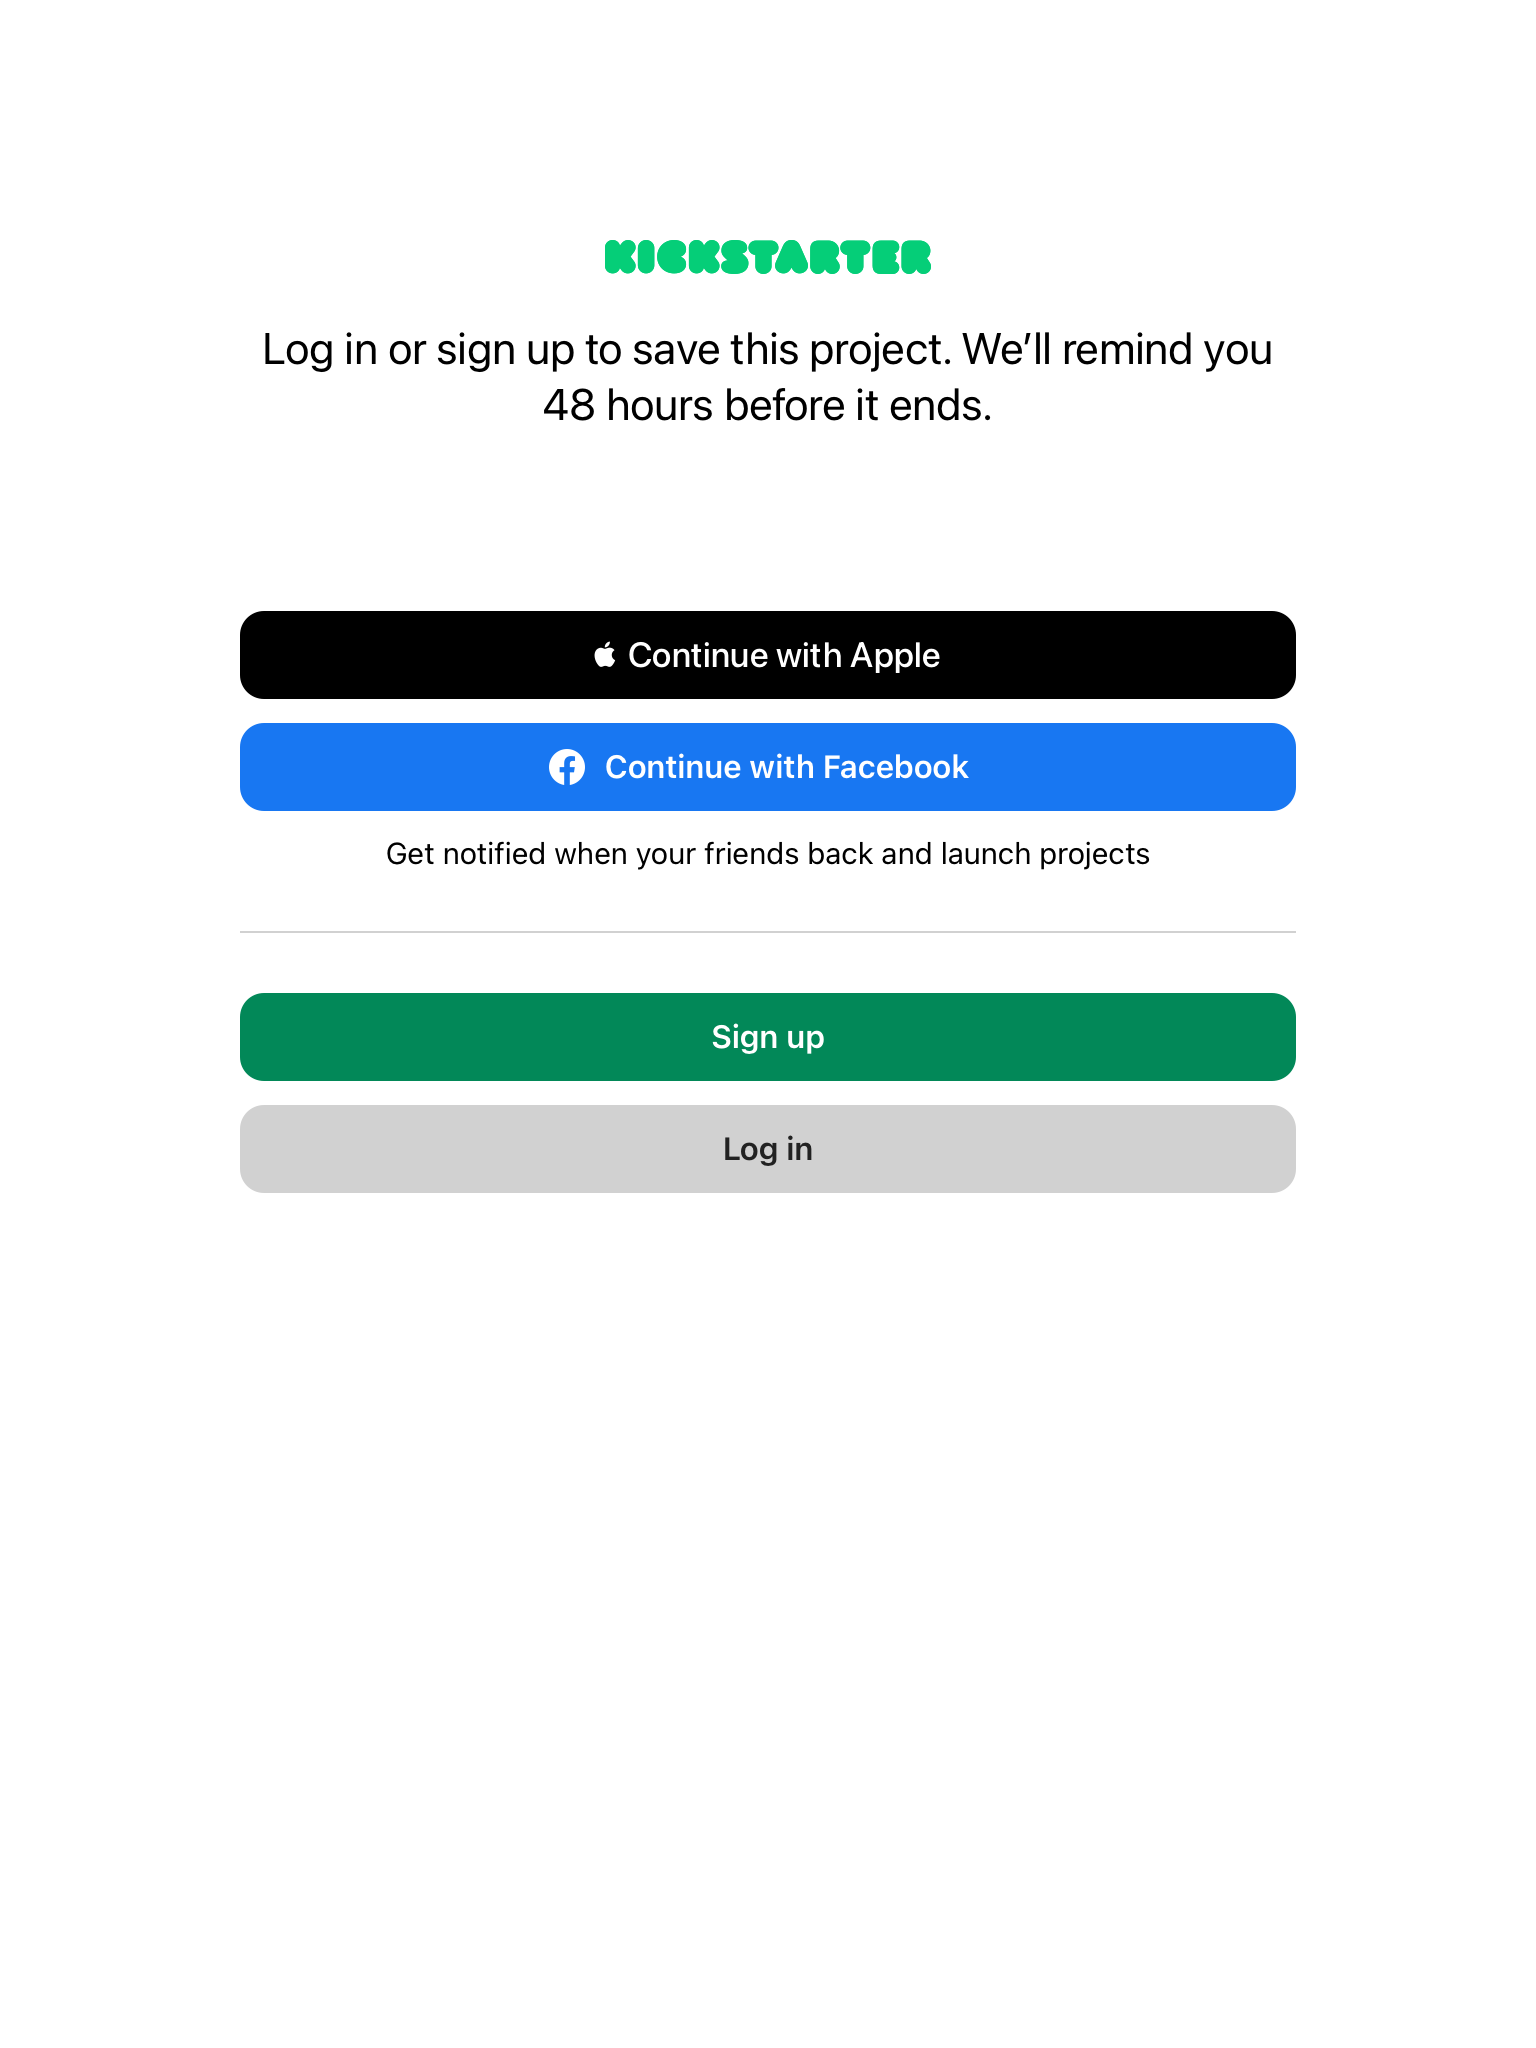 KICKSTARTER
Log in or sign up to save this project. We’ll remind you
48 hours before it ends.
Continue with Apple
Continue with Facebook
Get notified when your friends back and launch projects
Sign up
Log in